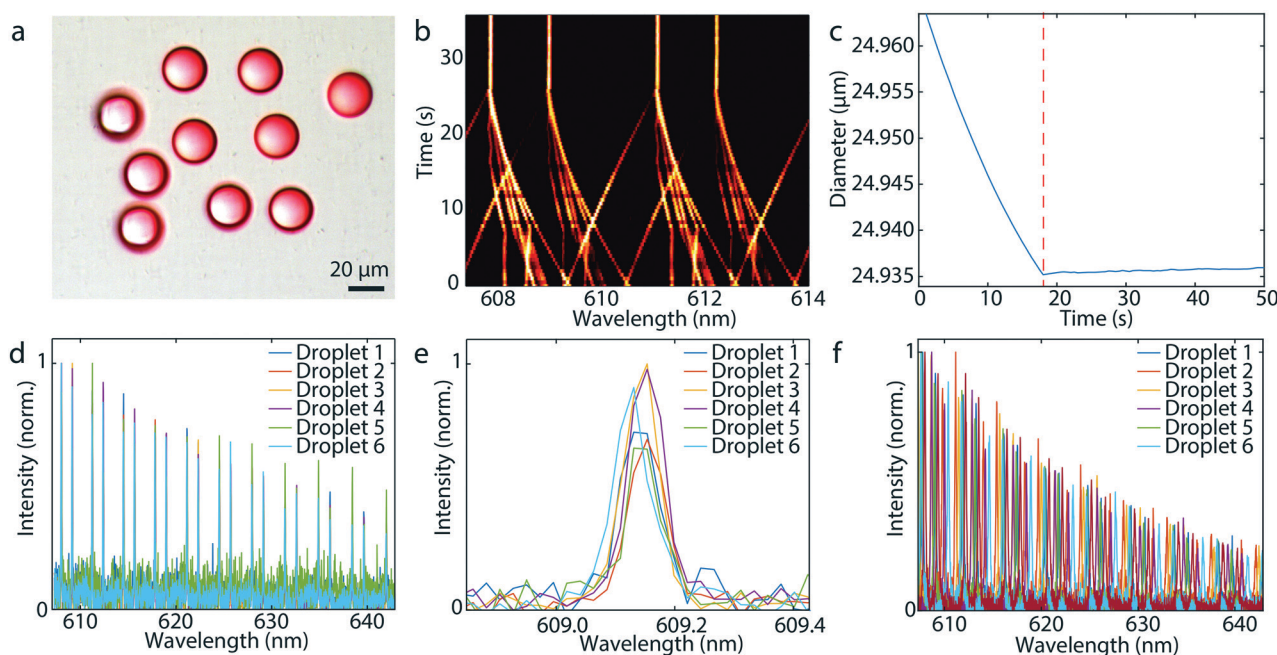 a
20 µm
b
Time (s)
30
20
10
0
608
610
612
614
Wavelength (nm)
c
Diameter (µm)
24.960
24.955
24.950
24.945
24.940
24.935
0
10
20
30
40
50
Time (s)
d
Intensity (norm.)
1
0
Droplet 1
Droplet 2
Droplet 3
Droplet 4
Droplet 5
Droplet 6
610
620
630
640
Wavelength (nm)
e
Intensity (norm.)
1
0
Droplet 1
Droplet 2
Droplet 3
Droplet 4
Droplet 5
Droplet 6
609.0
609.2
609.4
Wavelength (nm)
f
Intensity (norm.)
1
0
Droplet 1
Droplet 2
Droplet 3
Droplet 4
Droplet 5
Droplet 6
610
620
630
640
Wavelength (nm)